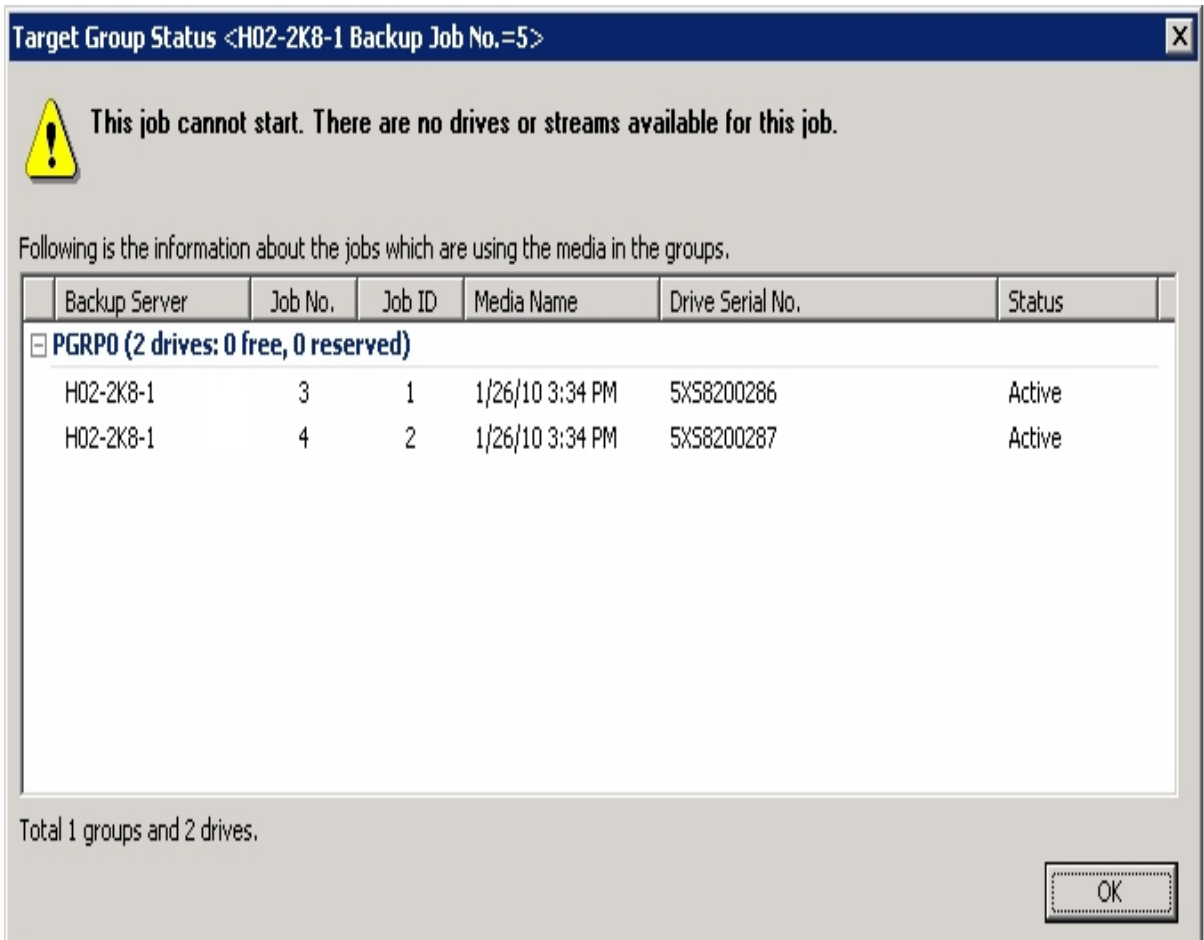 Target Group Status <H02-2K8-1 Backup Job No.=5>
This job cannot start. There are no drives or streams available for this job.
Following is the information about the jobs which are using the media in the groups.
Backup Server Job No. Job ID Media Name Drive Serial No. Status
PGRP0 (2 drives: 0 free, 0 reserved)
H02-2K8-1 3 1 1/26/10 3:34 PM 5XS8200286 Active
H02-2K8-1 4 2 1/26/10 3:34 PM 5XS8200287 Active
Total 1 groups and 2 drives.
OK